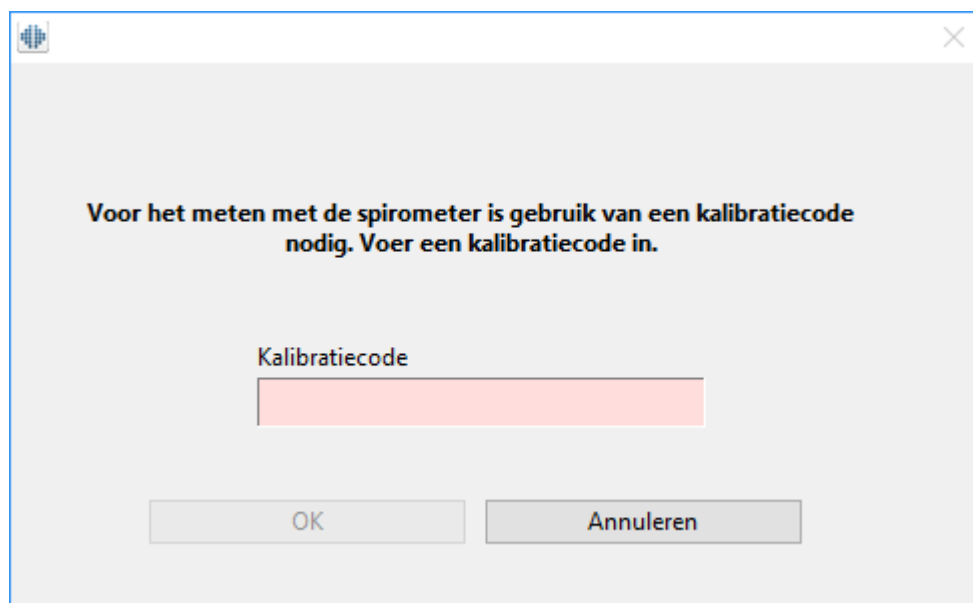 Voor het meten met de spirometer is gebruik van een kalibratiecode
nodig. Voer een kalibratiecode in.
Kalibratiecode
OK
Annuleren